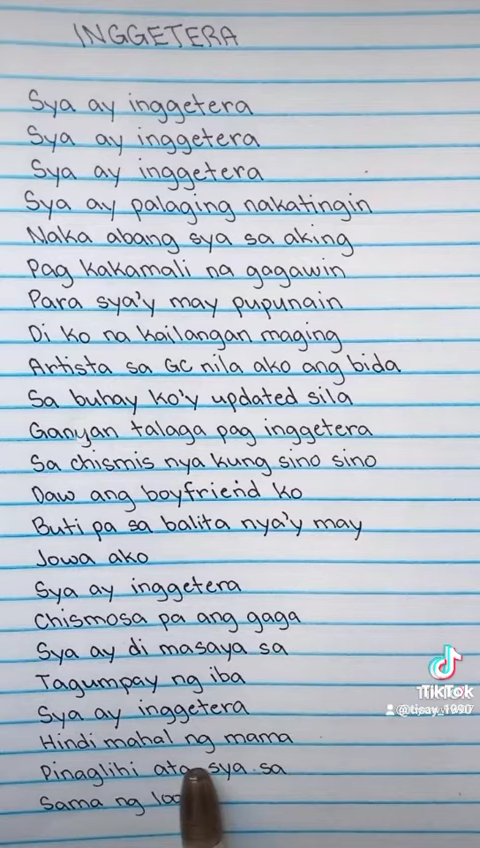 INGGETERA
Sya ay inggetera
Sya ay inggetera
Sya ay inggetera
Sya ay palaging nakatingin
Naka abang sya sa aking
Pag kakamali na gagawin
Para sya'y may pupunain
Di ko na kailangan maging
Artista sa GC nila ako ang bida
Sa buhay ko'y updated sila
Ganyan talaga pag inggetera
Sa chismis nya kung sino sino
Daw ang boyfriend ko
Buti pa sa balita nya'y may
Jowa ako
Sya ay inggetera
Chismosa pa ang gaga
Sya ay di masaya sa
Tagumpay ng iba
Sya ay inggetera
Hindi mahal ng mama
Pinaglihi ata sya sa
Sama ng
TikTok